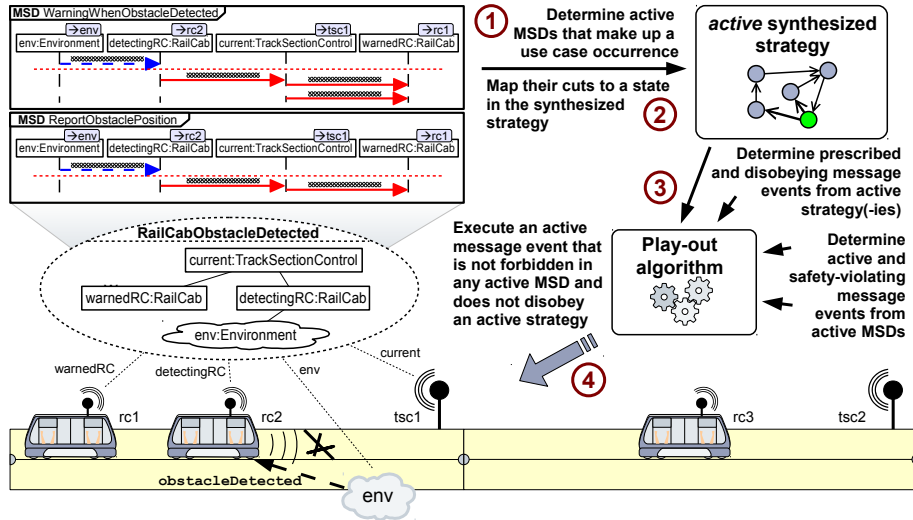 MSD WarningWhenObstacleDetected
→env
→rc2
→tsc1
→rc1
env:Environment
detectingRC:RailCab
current:TrackSectionControl
warnedRC:RailCab
MSD ReportObstaclePosition
→env
→rc2
→tsc1
→rc1
env:Environment
detectingRC:RailCab
current:TrackSectionControl
warnedRC:RailCab
1
Determine active
MSDs that make up a
use case occurrence
Map their cuts to a state
in the synthesized
strategy
2
active synthesized
strategy
3
Determine prescribed
and disobeying message
events from active
strategy(-ies)
Play-out
algorithm
Determine
active and
safety-violating
message
events from
active MSDs
Execute an active
message event that
is not forbidden in
any active MSD and
does not disobey
an active strategy
4
RailCabObstacleDetected
current:TrackSectionControl
warnedRC:RailCab
detectingRC:RailCab
env:Environment
warnedRC
detectingRC
env
current
rc1
rc2
tsc1
rc3
tsc2
obstacleDetected
env